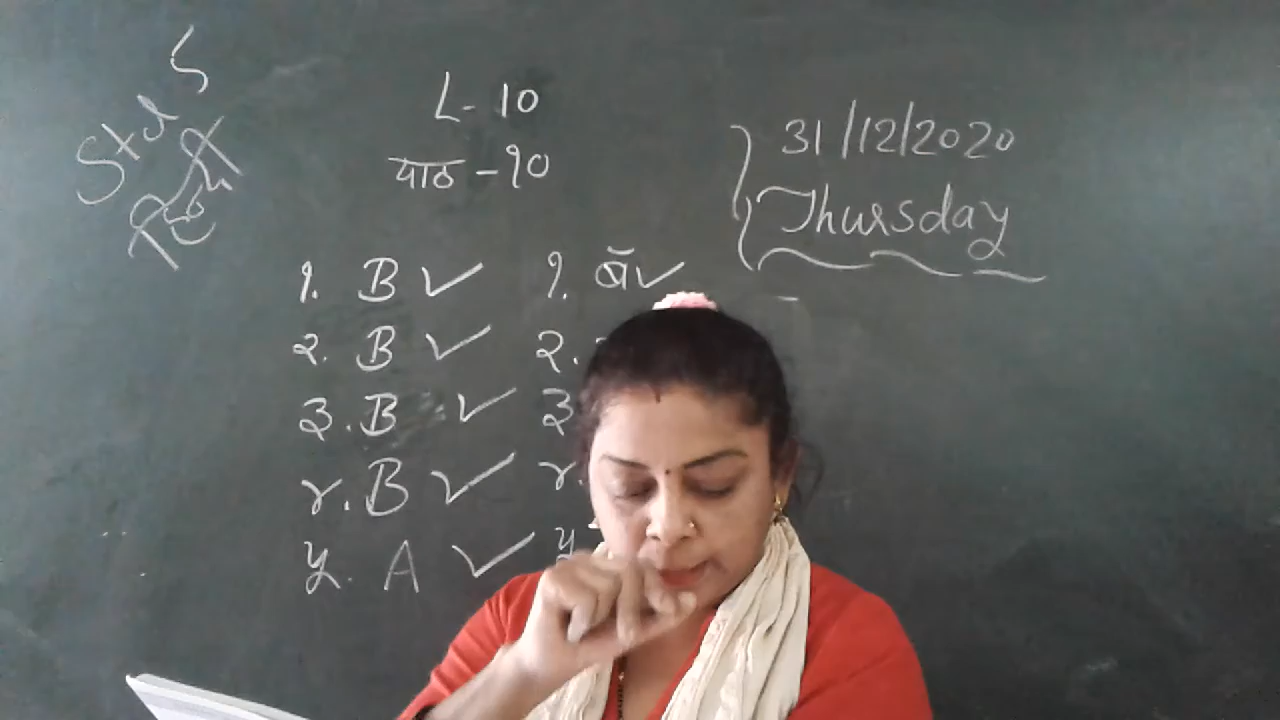 Std 5
हिन्दी
L- 10
पाठ -१०
31/12/2020
Thursday
१. B ✓
२. B ✓
३. B ✓
४. B ✓
५. A ✓
१. बॅ ✓
२.
३
४
५